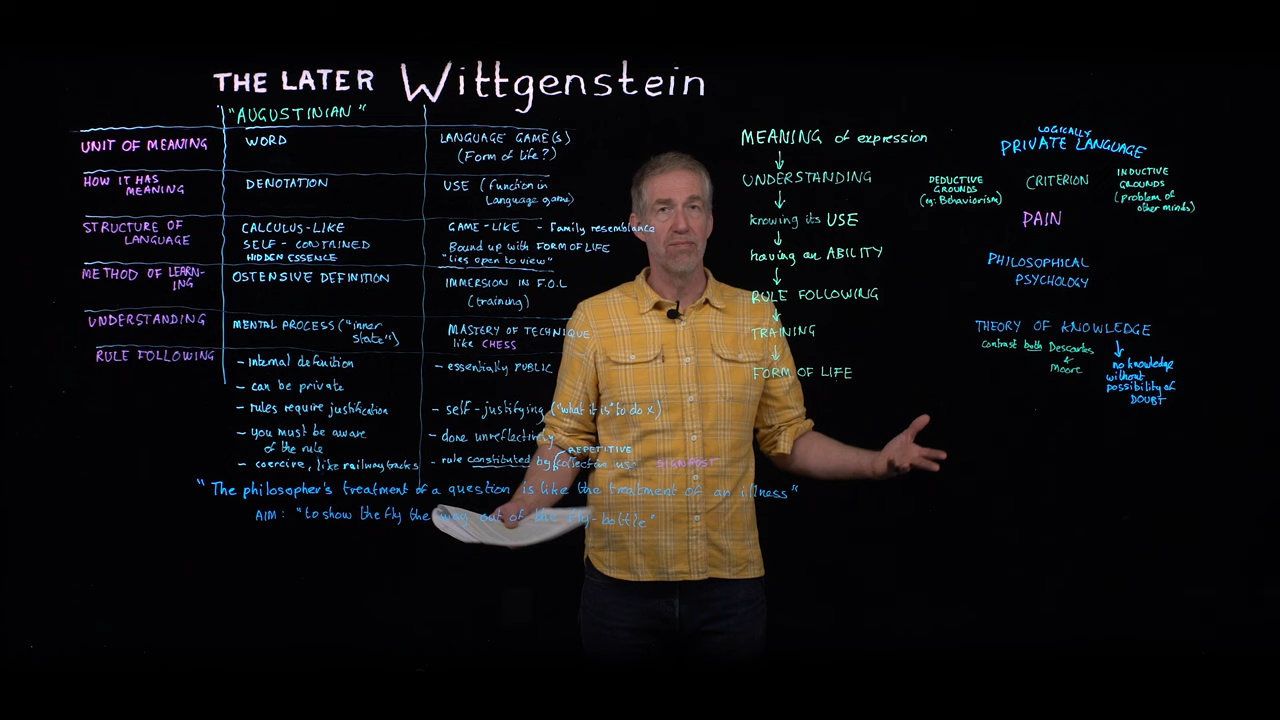 THE LATER Wittgenstein
"AUGUSTINIAN"
UNIT OF MEANING
WORD
LANGUAGE GAME(S)
(Form of life?)
HOW IT HAS
MEANING
DENOTATION
USE (function in
Language game)
STRUCTURE OF
LANGUAGE
CALCULUS-LIKE
SELF-CONTAINED
HIDDEN ESSENCE
GAME-LIKE - Family resemblance
Bound up with FORM OF LIFE
"lies open to view"
METHOD OF LEARN-
ING
OSTENSIVE DEFINITION
IMMERSION IN F.O.L
(training)
UNDERSTANDING
MENTAL PROCESS ("inner
state")
MASTERY OF TECHNIQUE
like CHESS
RULE FOLLOWING
- internal definition
- can be private
- rules require justification
- you must be aware
of the rule
- coercive, like railway tracks
- essentially PUBLIC
- self-justifying ("what it is" to do x)
- done unreflectively
REPETITIVE
- rule constituted by collective use
SIGNPOST
"The philosopher's treatment of a question is like the treatment of an illness"
AIM: "to show the fly the way out of the fly-bottle"
MEANING of expression
↓
UNDERSTANDING
↓
knowing its USE
↓
having an ABILITY
↓
RULE FOLLOWING
↓
TRAINING
↓
FORM OF LIFE
LOGICALLY
PRIVATE LANGUAGE
DEDUCTIVE
GROUNDS
(eg: Behaviorism)
CRITERION
INDUCTIVE
GROUNDS
(problem of
other minds)
PAIN
PHILOSOPHICAL
PSYCHOLOGY
THEORY OF KNOWLEDGE
contrast both Descartes
+
Moore
↓
no knowledge
without
possibility of
DOUBT